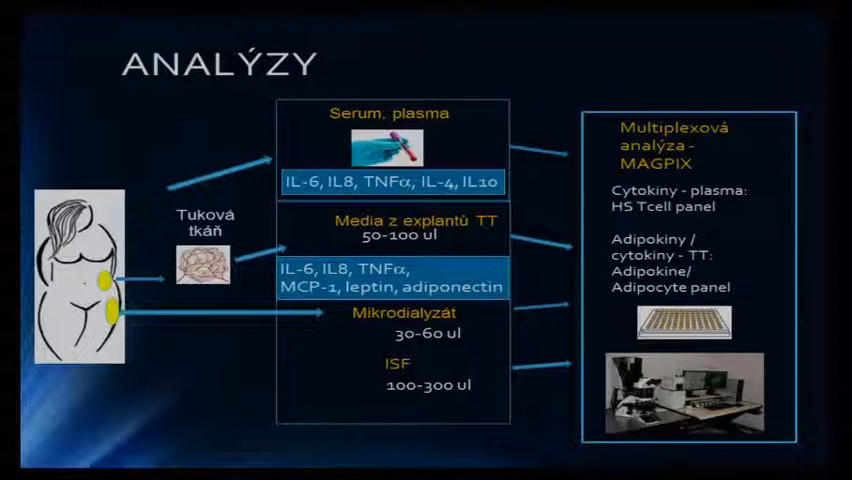 ANALÝZY
Serum, plasma
IL-6, IL8, TNFα, IL-4, IL10
Tuková
tkáň
Media z explantů TT
50-100 ul
IL-6, IL8, TNFα,
MCP-1, leptin, adiponectin
Mikrodialyzát
30-60 ul
ISF
100-300 ul
Multiplexová
analýza -
MAGPIX
Cytokiny - plasma:
HS Tcell panel
Adipokiny /
cytokiny - TT:
Adipokine/
Adipocyte panel